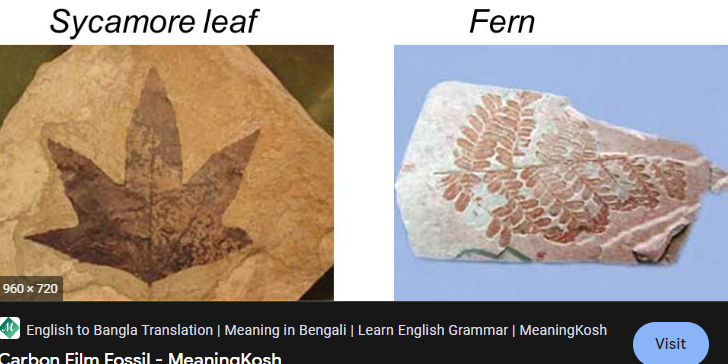 Sycamore leaf
Fern
960 × 720
English to Bangla Translation | Meaning in Bengali | Learn English Grammar | MeaningKosh
Visit
Carbon Film Fossil - MeaningKosh